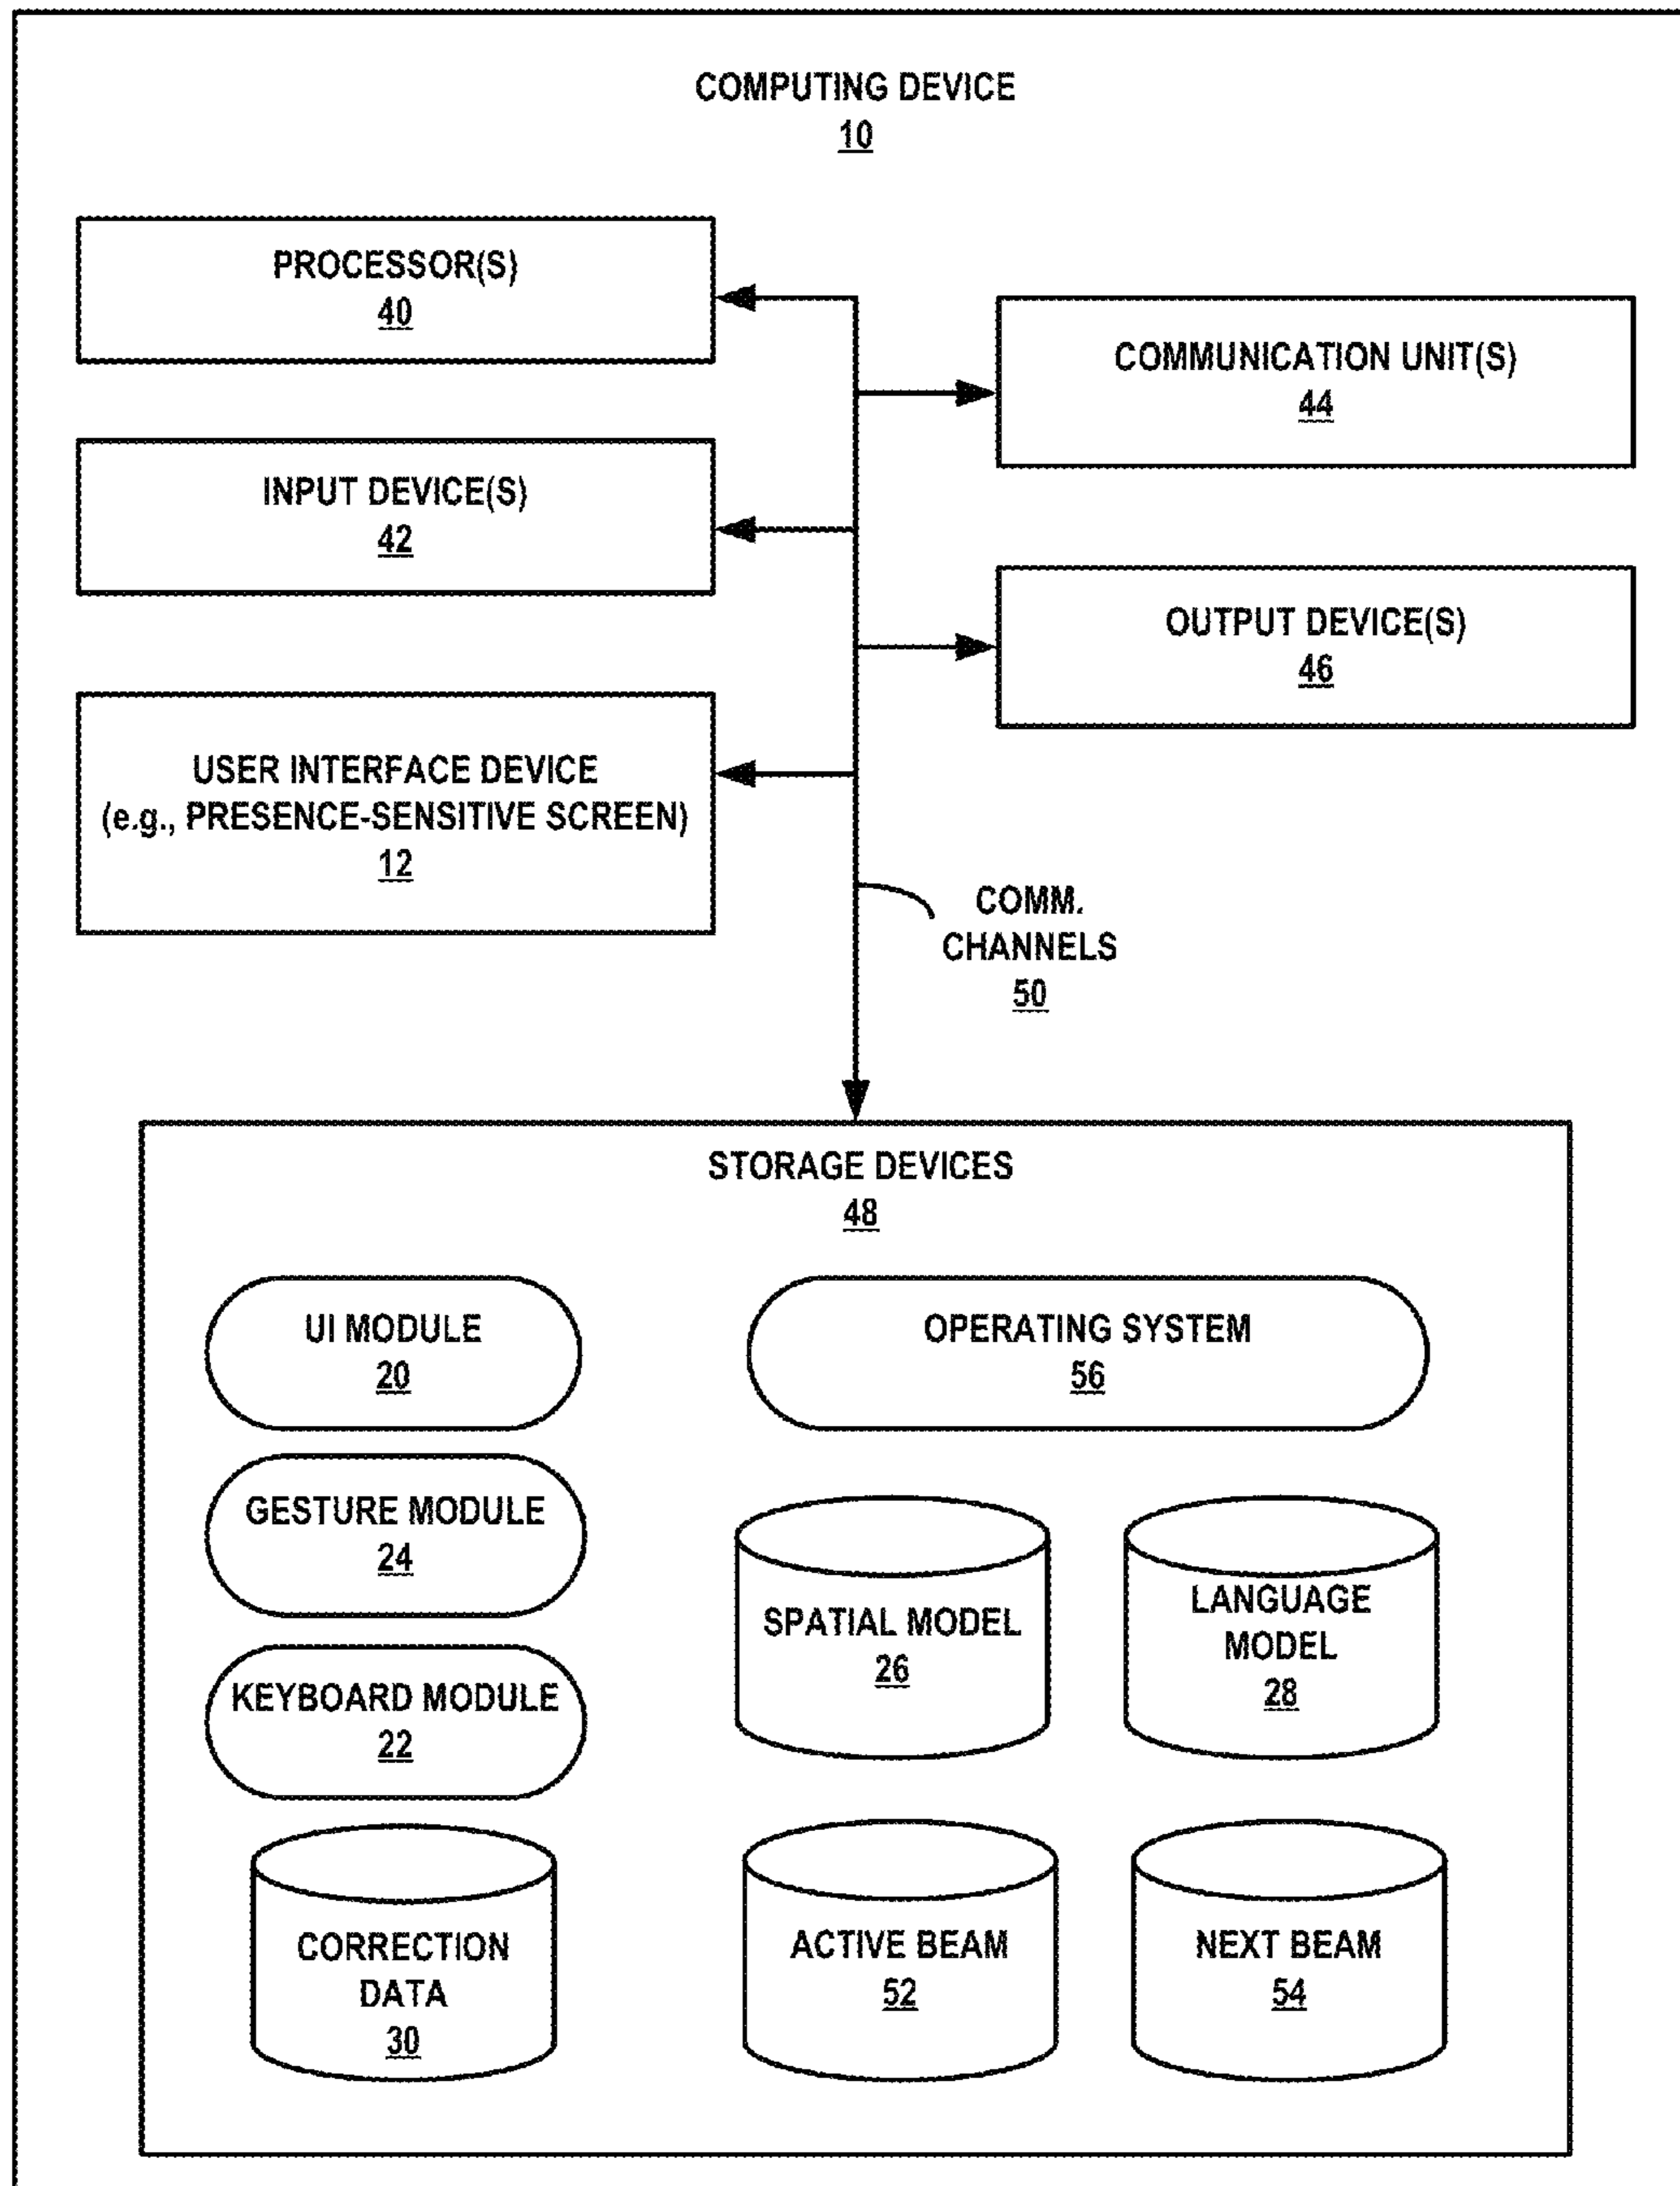 COMPUTING DEVICE
10
PROCESSOR(S)
40
COMMUNICATION UNIT(S)
44
INPUT DEVICE(S)
42
OUTPUT DEVICE(S)
46
USER INTERFACE DEVICE
(e.g., PRESENCE-SENSITIVE SCREEN)
12
COMM.
CHANNELS
50
STORAGE DEVICES
48
UI MODULE
20
OPERATING SYSTEM
56
GESTURE MODULE
24
SPATIAL MODEL
26
LANGUAGE
MODEL
28
KEYBOARD MODULE
22
CORRECTION
DATA
30
ACTIVE BEAM
52
NEXT BEAM
54